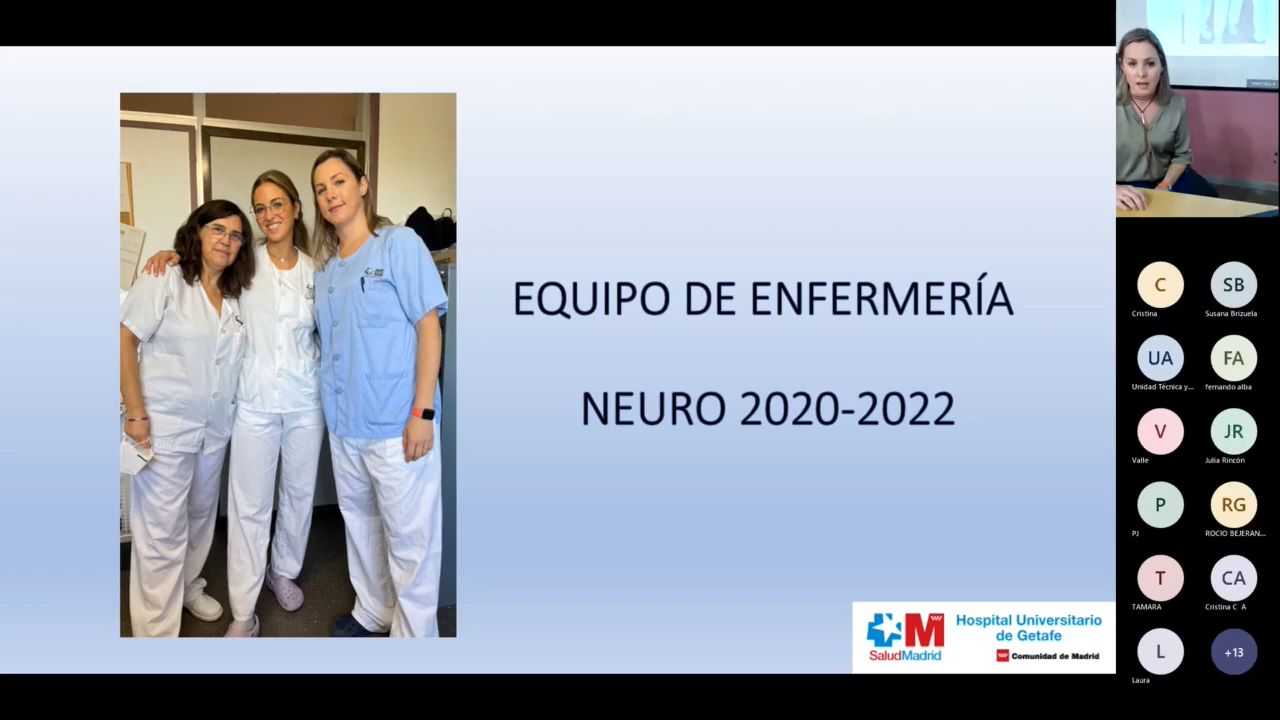 EQUIPO DE ENFERMERÍA
NEURO 2020-2022
SaludMadrid
Hospital Universitario
de Getafe
Comunidad de Madrid
C
Cristina
SB
Susana Brizuela
UA
Unidad Técnica y...
FA
fernando alba
V
Valle
JR
Julia Rincón
P
PJ
RG
ROCIO BEJERAN...
T
TAMARA
CA
Cristina C A
L
Laura
+13